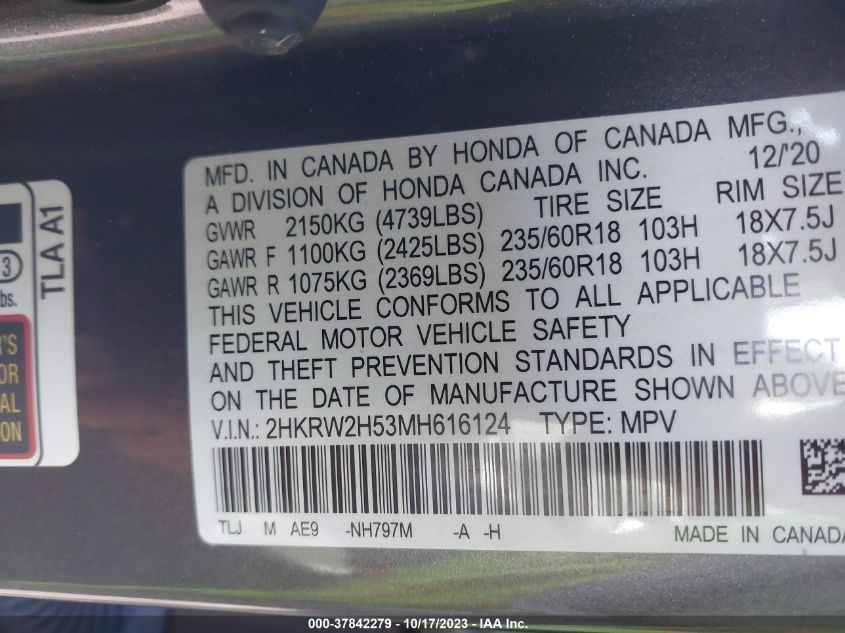 MFD. IN CANADA BY HONDA OF CANADA MFG.,
A DIVISION OF HONDA CANADA INC. 12/'20
GVWR 2150KG (4739LBS) TIRE SIZE RIM SIZE
GAWR F 1100KG (2425LBS) 235/60R18 103H 18X7.5J
GAWR R 1075KG (2369LBS) 235/60R18 103H 18X7.5J
THIS VEHICLE CONFORMS TO ALL APPLICABLE
FEDERAL MOTOR VEHICLE SAFETY
AND THEFT PREVENTION STANDARDS IN EFFECT
ON THE DATE OF MANUFACTURE SHOWN ABOVE
V.I.N.: 2HKRW2H53MH616124 TYPE: MPV
TLJ M AE9 -NH797M -A -H
MADE IN CANADA
TLA A1
3
lbs.
R'S
OR
AL
ON
000-37842279 - 10/17/2023 - IAA Inc.